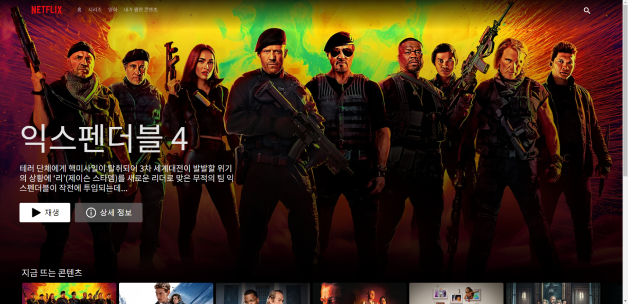 NETFLIX
홈 시리즈 영화 내가 찜한 콘텐츠
익스펜더블 4
테러 단체에게 핵미사일이 탈취되어 3차 세계대전이 발발할 위기
의 상황에 '리'(제이슨 스타뎀)를 새로운 리더로 맞은 무적의 팀 익
스펜더블이 작전에 투입되는데...
재생 상세 정보
지금 뜨는 콘텐츠